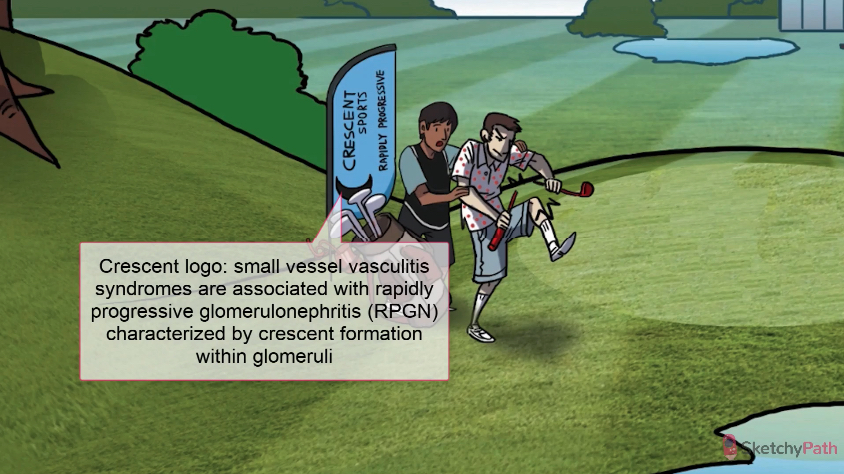 CRESCENT
SPORTS
RAPIDLY PROGRESSIVE
Crescent logo: small vessel vasculitis
syndromes are associated with rapidly
progressive glomerulonephritis (RPGN)
characterized by crescent formation
within glomeruli
SketchyPath